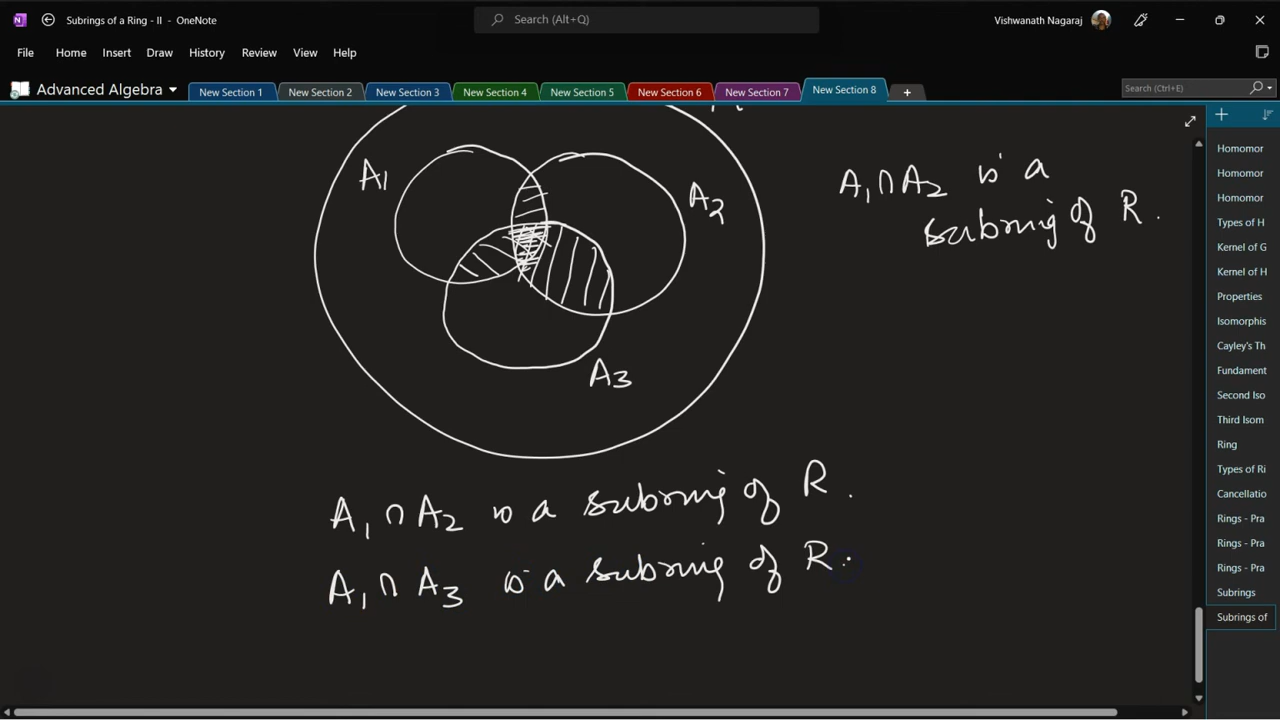 Subrings of a Ring - II - OneNote
Search (Alt+Q)
Vishwanath Nagaraj
File Home Insert Draw History Review View Help
Advanced Algebra
New Section 1 New Section 2 New Section 3 New Section 4 New Section 5 New Section 6 New Section 7 New Section 8
Search (Ctrl+E)
A1
A2
A3
A₁∩A₂ is a
subring of R.
A₁ ∩ A₂ is a subring of R.
A₁ ∩ A₃ is a subring of R.
Homomor
Homomor
Homomor
Types of H
Kernel of G
Kernel of H
Properties
Isomorphis
Cayley's Th
Fundament
Second Iso
Third Isom
Ring
Types of Ri
Cancellatio
Rings - Pra
Rings - Pra
Rings - Pra
Subrings
Subrings of